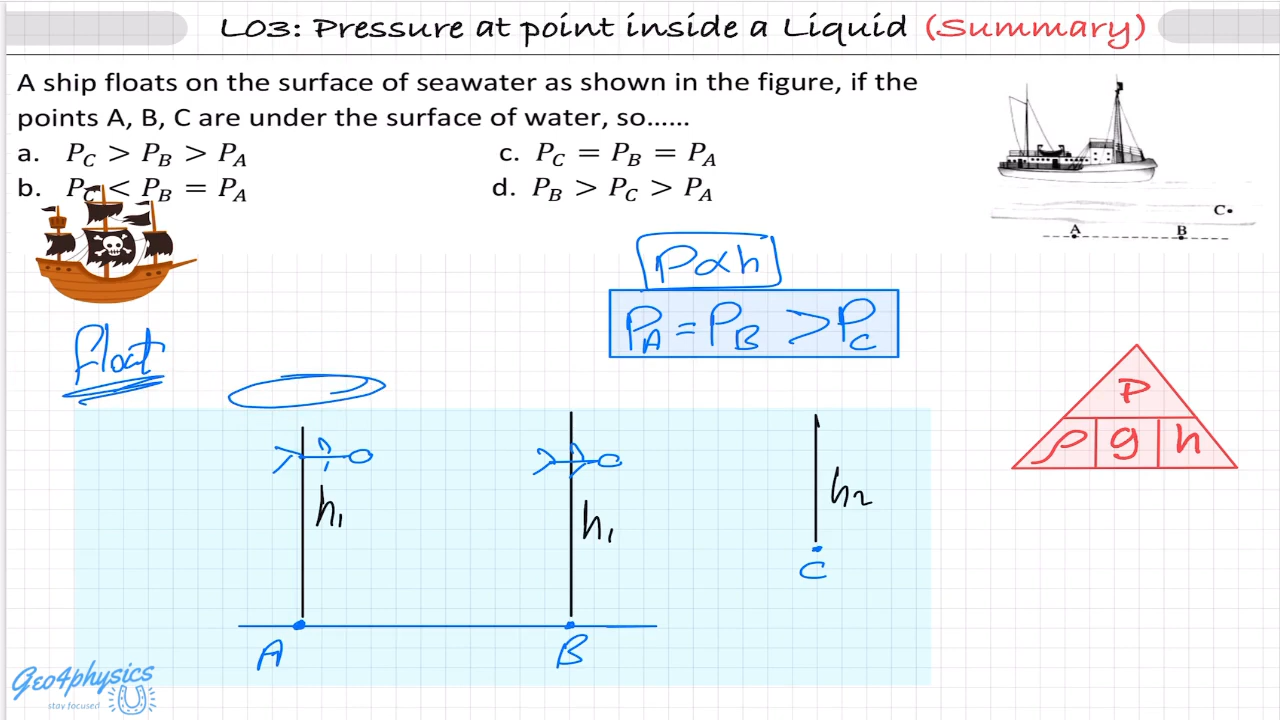 LO3: Pressure at point inside a Liquid (Summary)
A ship floats on the surface of seawater as shown in the figure, if the
points A, B, C are under the surface of water, so......
a. P_C > P_B > P_A
c. P_C = P_B = P_A
b. P_C < P_B = P_A
d. P_B > P_C > P_A
C
A B
P∝h
P_A = P_B > P_C
Float
P
ρ g h
h₁
h₁
h₂
C
A
B
Geo4physics
stay focused